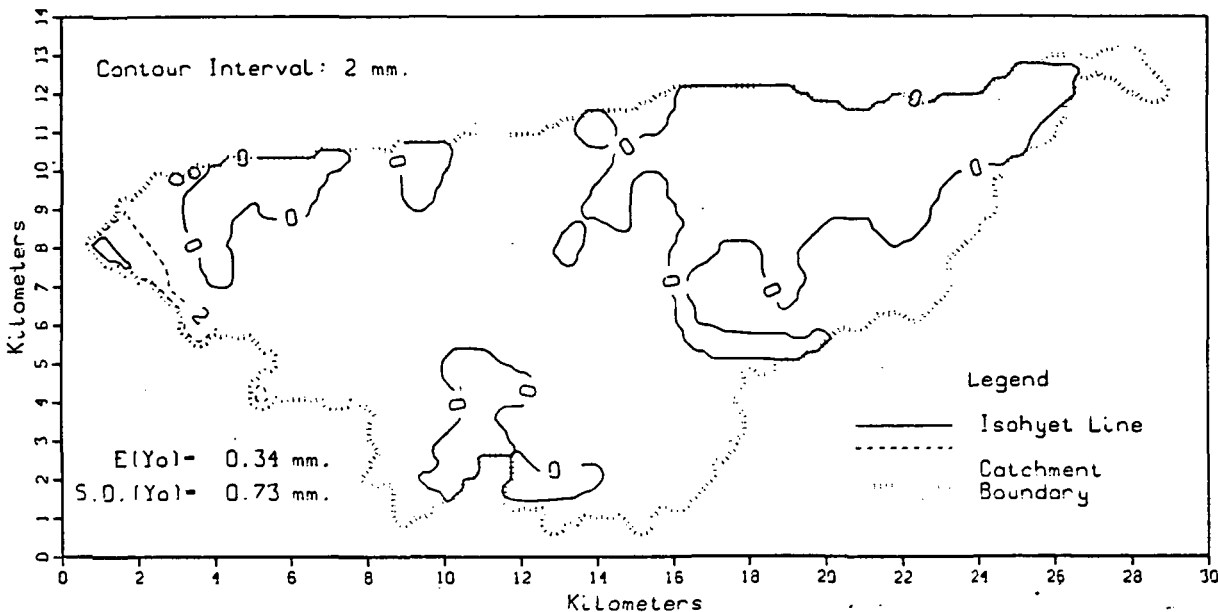 Contour Interval: 2 mm.
0
0
0
0
0
0
0
0
0
0
0
0
2
0
0
0
E(Yo)= 0.34 mm.
S.D.(Yo)= 0.73 mm.
Legend
Isohyet Line
Catchment
Boundary
Kilometers
0 1 2 3 4 5 6 7 8 9 10 11 12 13 14
0 2 4 6 8 10 12 14 16 18 20 22 24 26 28 30
Kilometers